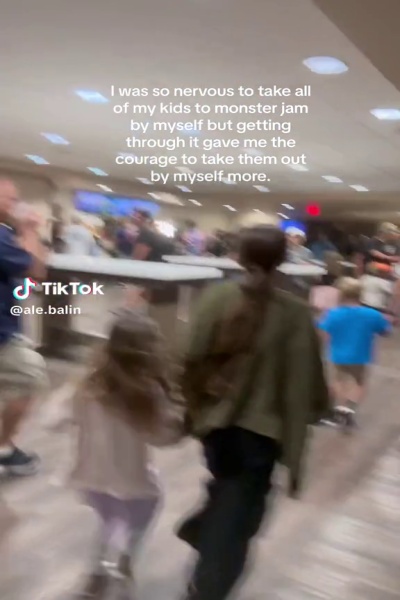 I was so nervous to take all
of my kids to monster jam
by myself but getting
through it gave me the
courage to take them out
by myself more.
TikTok
@ale.balin